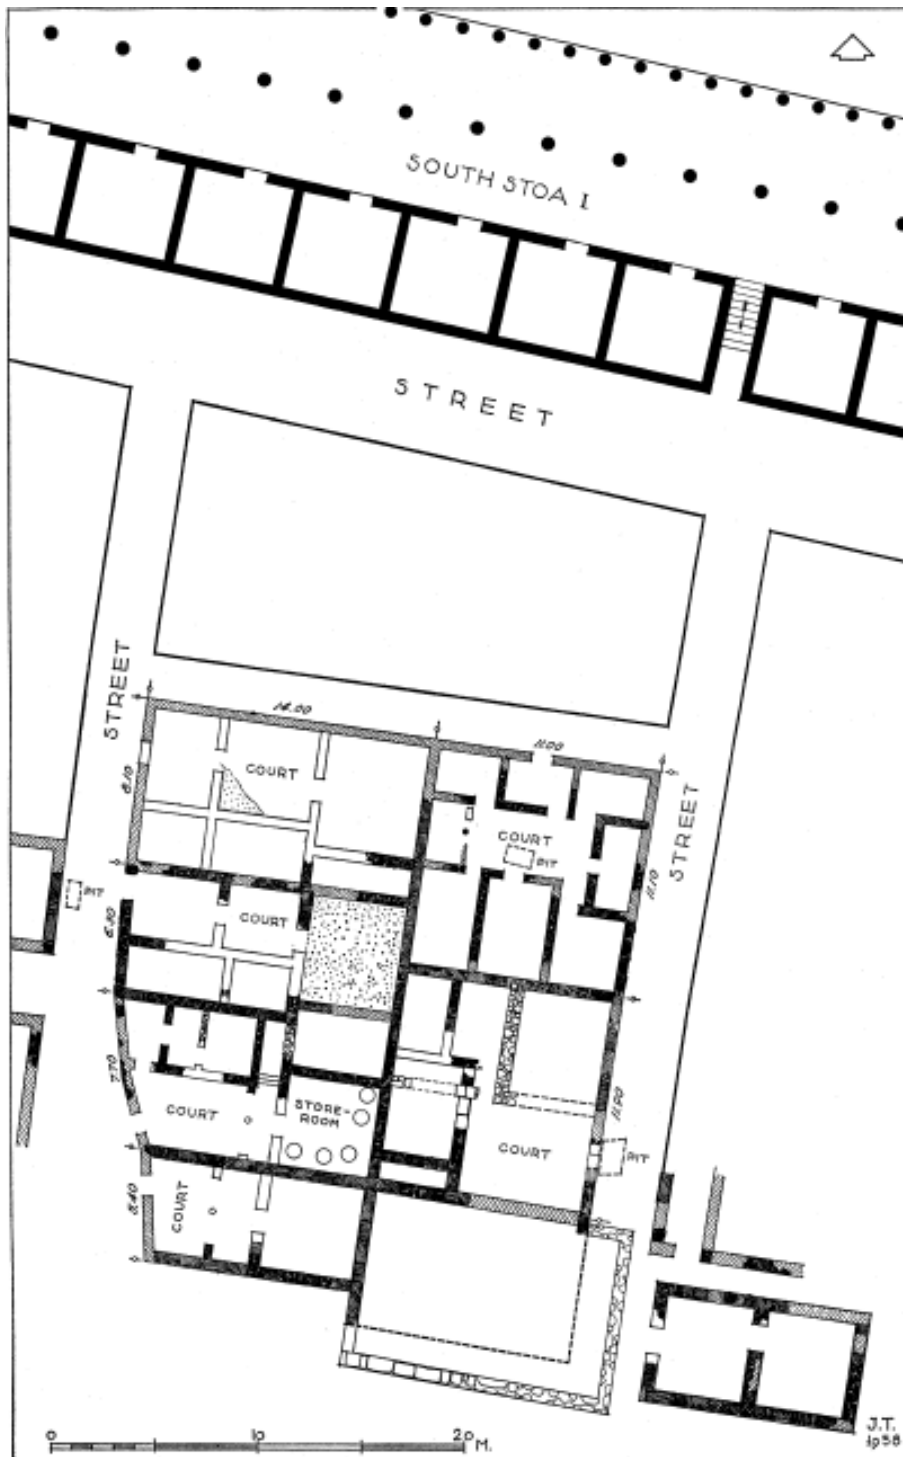 SOUTH STOA I
STREET
STREET
14.00
11.00
8.10
COURT
COURT
PIT
STREET
11.10
PIT
6.80
COURT
7.70
COURT
STORE-
ROOM
11.90
COURT
PIT
8.40
COURT
0 10 20 M.
J.T.
1958